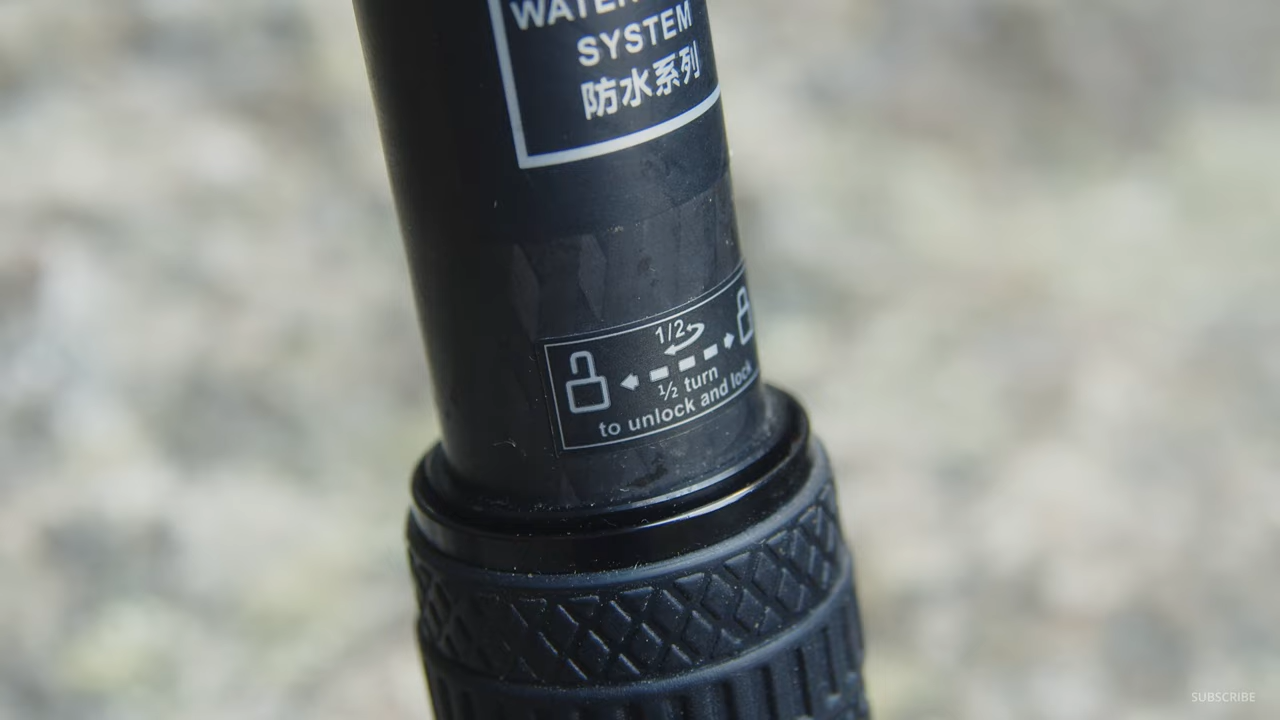 SYSTEM
防水系列
1/2
½ turn
to unlock and lock
SUBSCRIBE